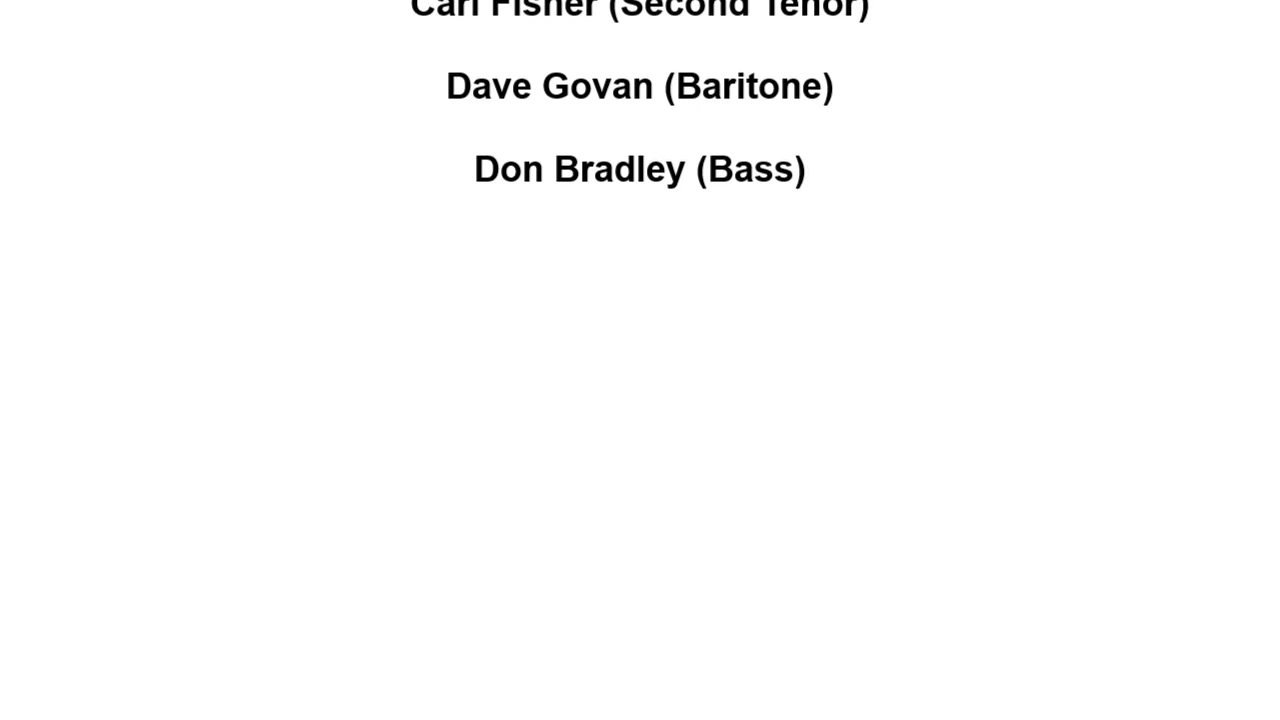 Carl Fisher (Second Tenor)
Dave Govan (Baritone)
Don Bradley (Bass)